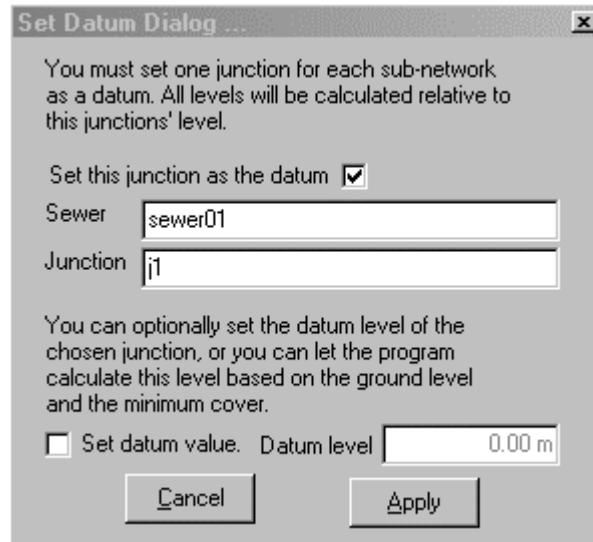 Set Datum Dialog ...
You must set one junction for each sub-network
as a datum. All levels will be calculated relative to
this junctions' level.
Set this junction as the datum
Sewer sewer01
Junction j1
You can optionally set the datum level of the
chosen junction, or you can let the program
calculate this level based on the ground level
and the minimum cover.
Set datum value. Datum level 0.00 m
Cancel Apply